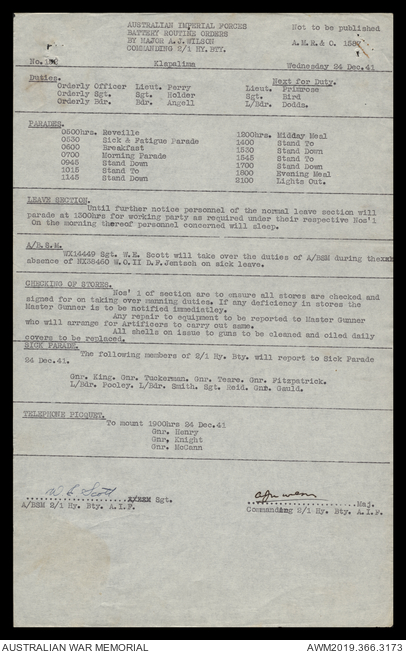 AUSTRALIAN IMPERIAL FORCES
BATTERY ROUTINE ORDERS
BY MAJOR A.J.WILSON
COMMANDING 2/1 HY.BTY.
Not to be published
A.M.R.& O. 1587
No. Klapalima Wednesday 24 Dec.41
Duties. Next for Duty.
Orderly Officer Lieut. Perry Lieut. Primrose
Orderly Sgt. Sgt. Holder Sgt. Bird
Orderly Bdr. Bdr. Angell L/Bdr. Dodds.
PARADES.
0500hrs. Reveille 1200hrs. Midday Meal
0530 Sick & Fatigue Parade 1400 Stand To
0600 Breakfast 1530 Stand Down
0700 Morning Parade 1545 Stand To
0945 Stand Down 1700 Stand Down
1015 Stand To 1800 Evening Meal
1145 Stand Down 2100 Lights Out.
LEAVE SECTION.
Until further notice personnel of the normal leave section will
parade at 1300hrs for working party as required under their respective Nos'1
On the morning thereof personnel concerned will sleep.
A/B.S.M.
WX14449 Sgt. W.E. Scott will take over the duties of A/BSM during the
absence of NX38460 W.O.II D.F.Jentsch on sick leave.
CHECKING OF STORES.
Nos' 1 of section are to ensure all stores are checked and
signed for on taking over manning duties. If any deficiency in stores the
Master Gunner is to be notified immedistley.
Any repair to equipment to be reported to Master Gunner
who will arrange for Artificers to carry out same.
All shells on issue to guns to be cleaned and oiled daily
covers to be replaced.
SICK PARADE.
The following members of 2/1 Hy. Bty. will report to Sick Parade
24 Dec.41.
Gnr. King. Gnr. Tuckerman. Gnr. Teare. Gnr. Fitzpatrick.
L/Bdr. Pooley. L/Bdr. Smith. Sgt. Reid. Gnr. Gauld.
TELEPHONE PICQUET.
To mount 1900hrs 24 Dec.41
Gnr. Henry
Gnr. Knight
Gnr. McCann
W E Scott
Sgt.
A/BSM 2/1 Hy. Bty. A.I.F.
AJ Wilson
Maj.
Commanding 2/1 Hy. Bty. A.I.F.
AUSTRALIAN WAR MEMORIAL AWM2019.366.3173